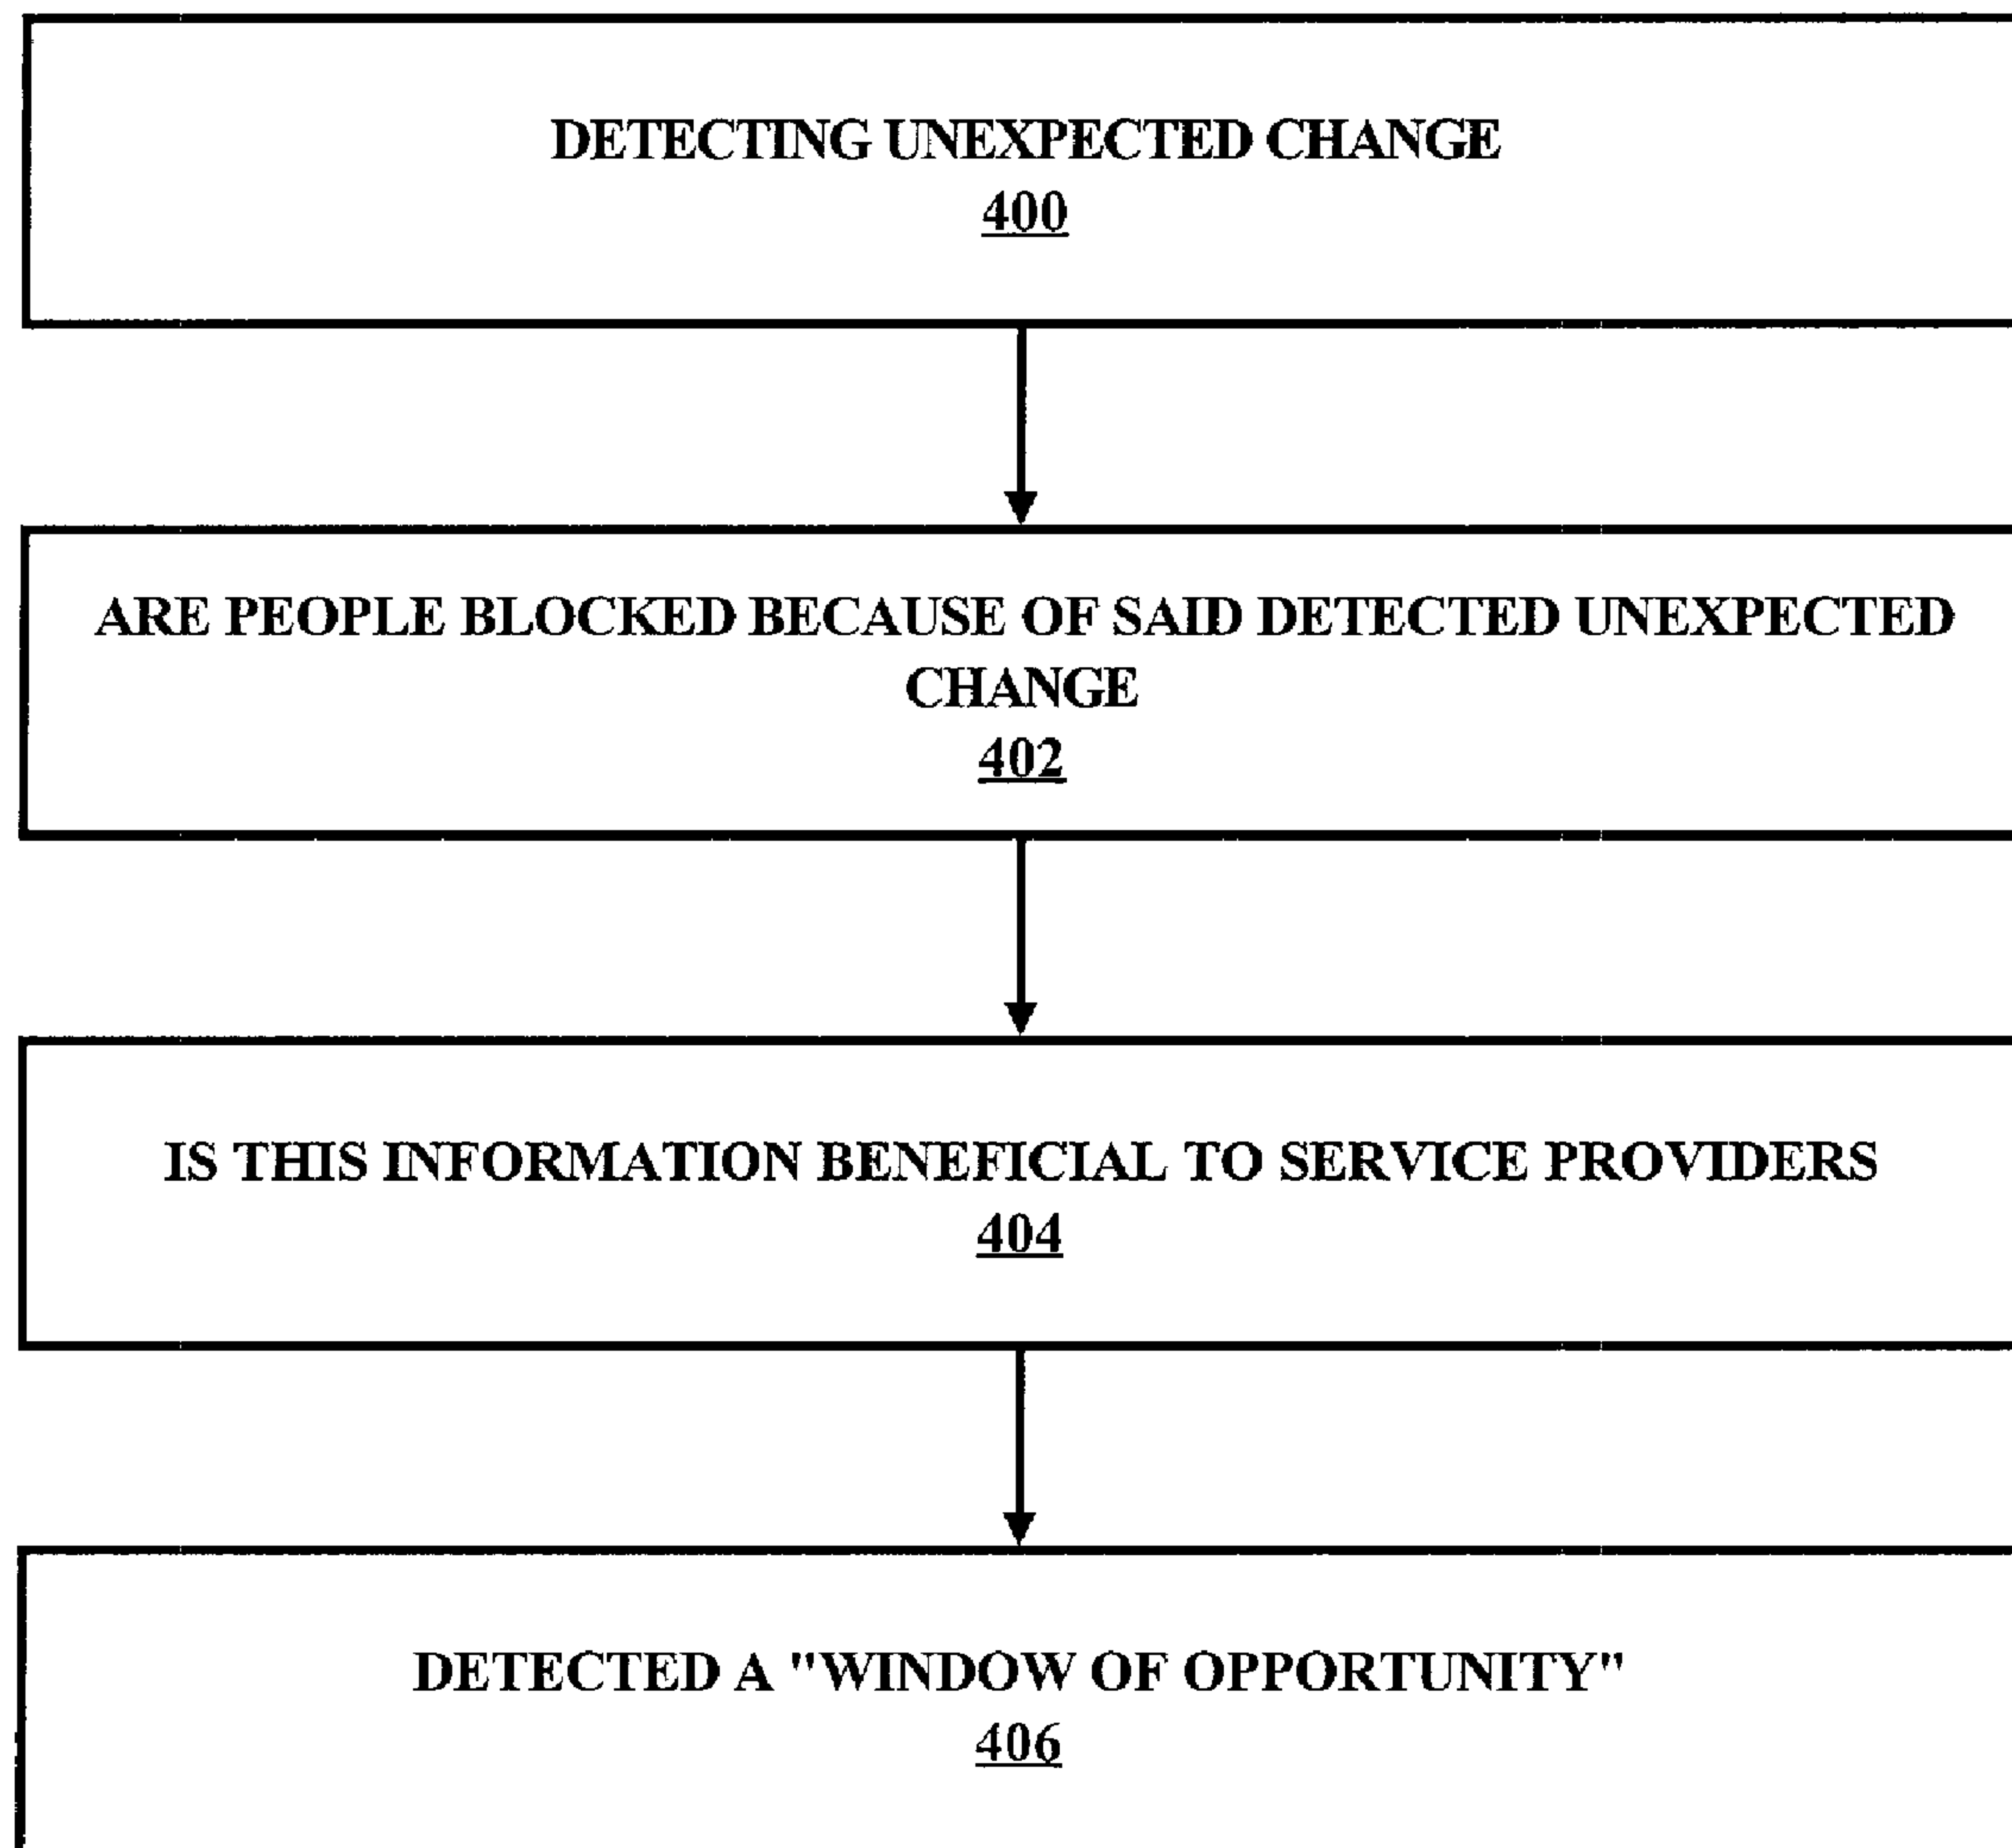 DETECTING UNEXPECTED CHANGE
400
ARE PEOPLE BLOCKED BECAUSE OF SAID DETECTED UNEXPECTED
CHANGE
402
IS THIS INFORMATION BENEFICIAL TO SERVICE PROVIDERS
404
DETECTED A "WINDOW OF OPPORTUNITY"
406